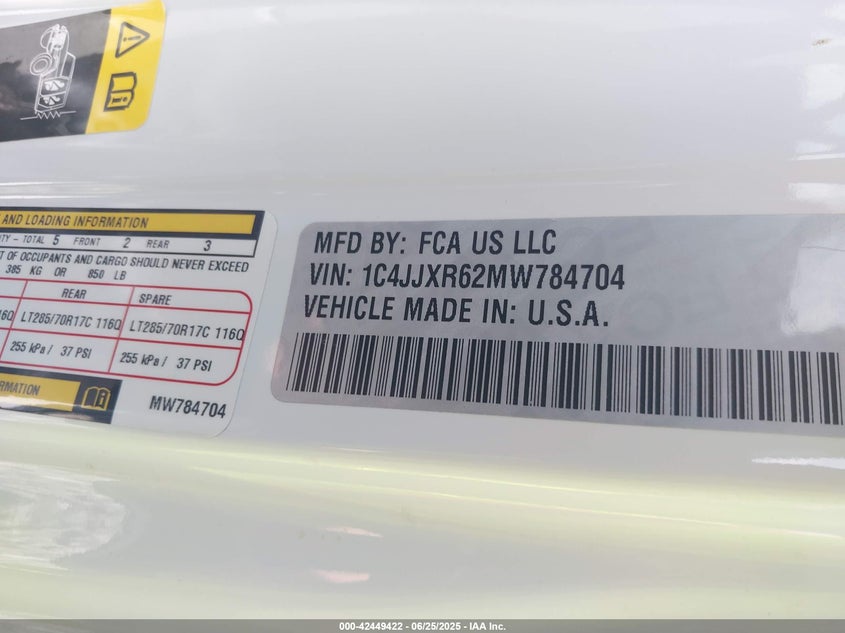 AND LOADING INFORMATION
TOTAL 5 FRONT 2 REAR 3
OF OCCUPANTS AND CARGO SHOULD NEVER EXCEED
385 KG OR 850 LB
REAR SPARE
LT285/70R17C 116Q LT285/70R17C 116Q
255 kPa / 37 PSI 255 kPa / 37 PSI
MW784704
MFD BY: FCA US LLC
VIN: 1C4JJXR62MW784704
VEHICLE MADE IN: U.S.A.
000-42449422 - 06/25/2025 - IAA Inc.